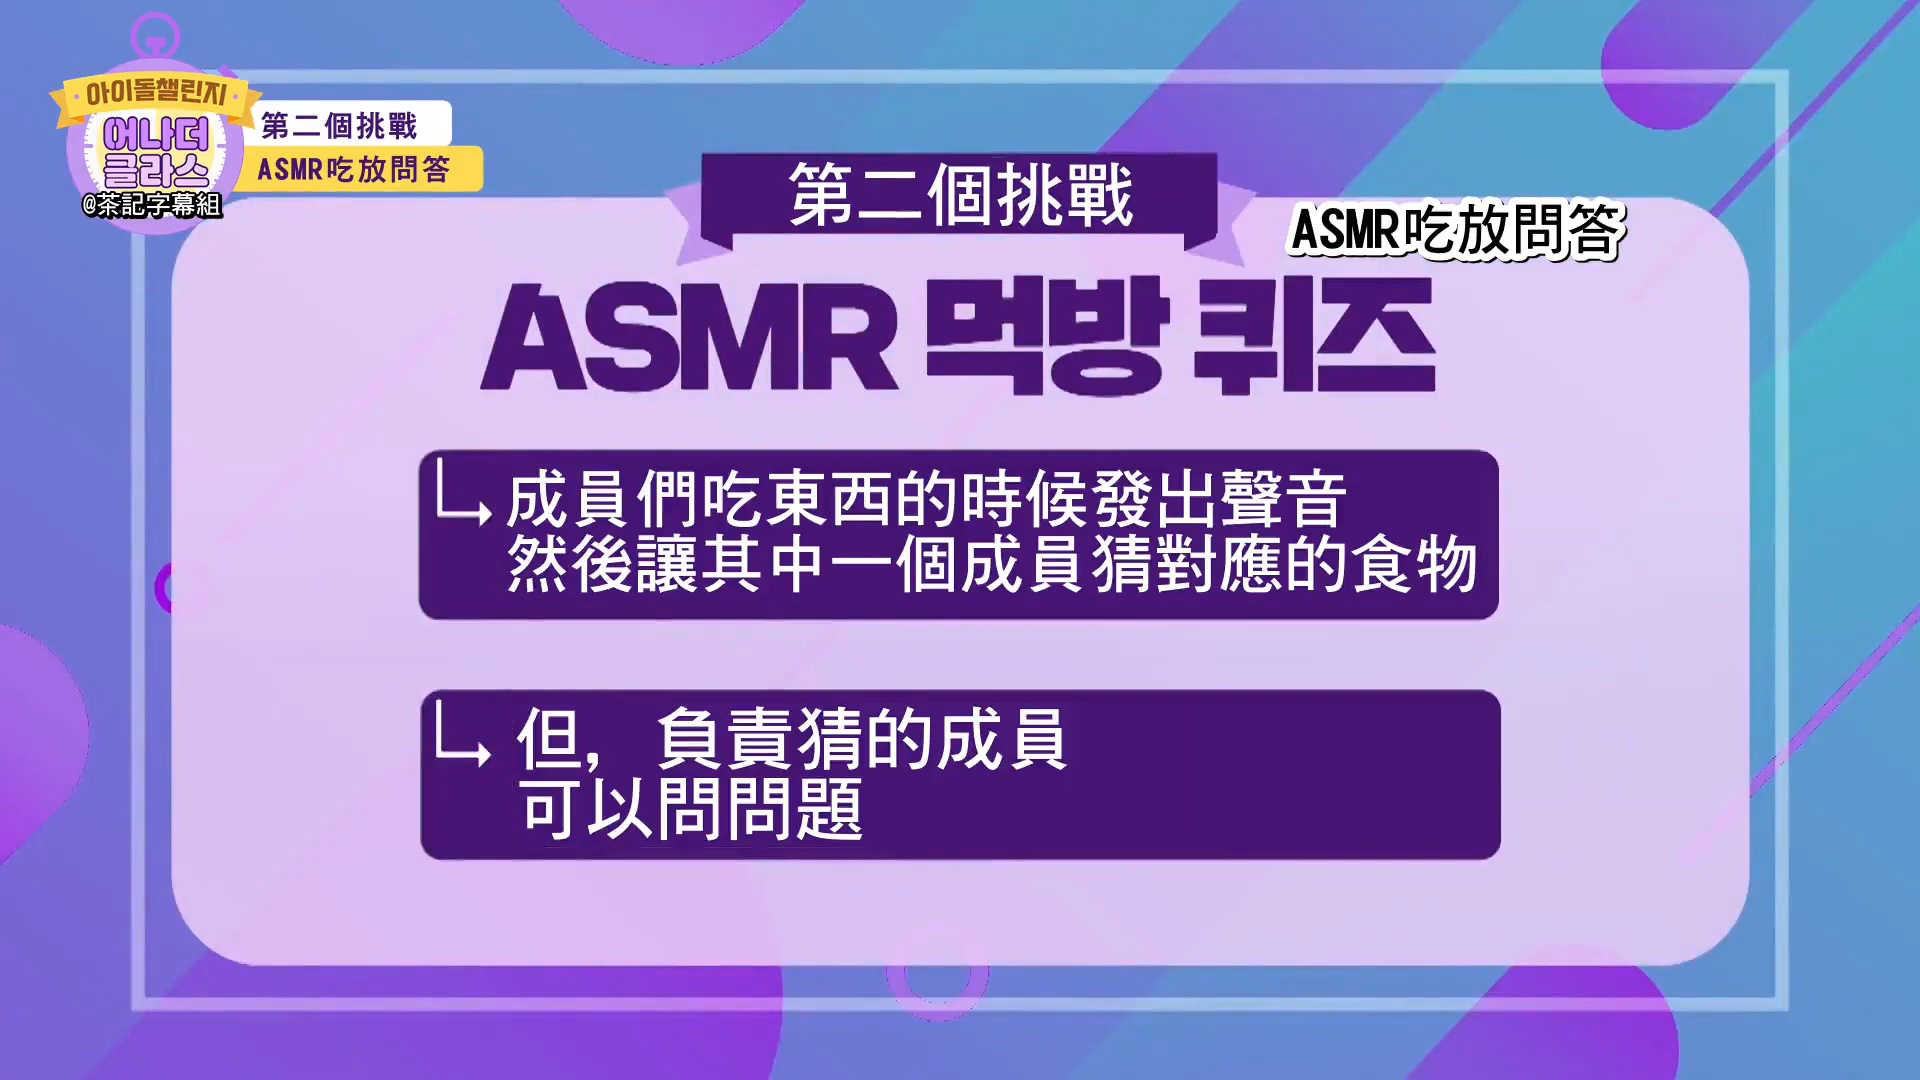 아이돌챌린지
어나더
클라스
@茶記字幕組
第二個挑戰
ASMR吃放問答
第二個挑戰
ASMR吃放問答
ASMR 먹방 퀴즈
成員們吃東西的時候發出聲音
然後讓其中一個成員猜對應的食物
但，負責猜的成員
可以問問題